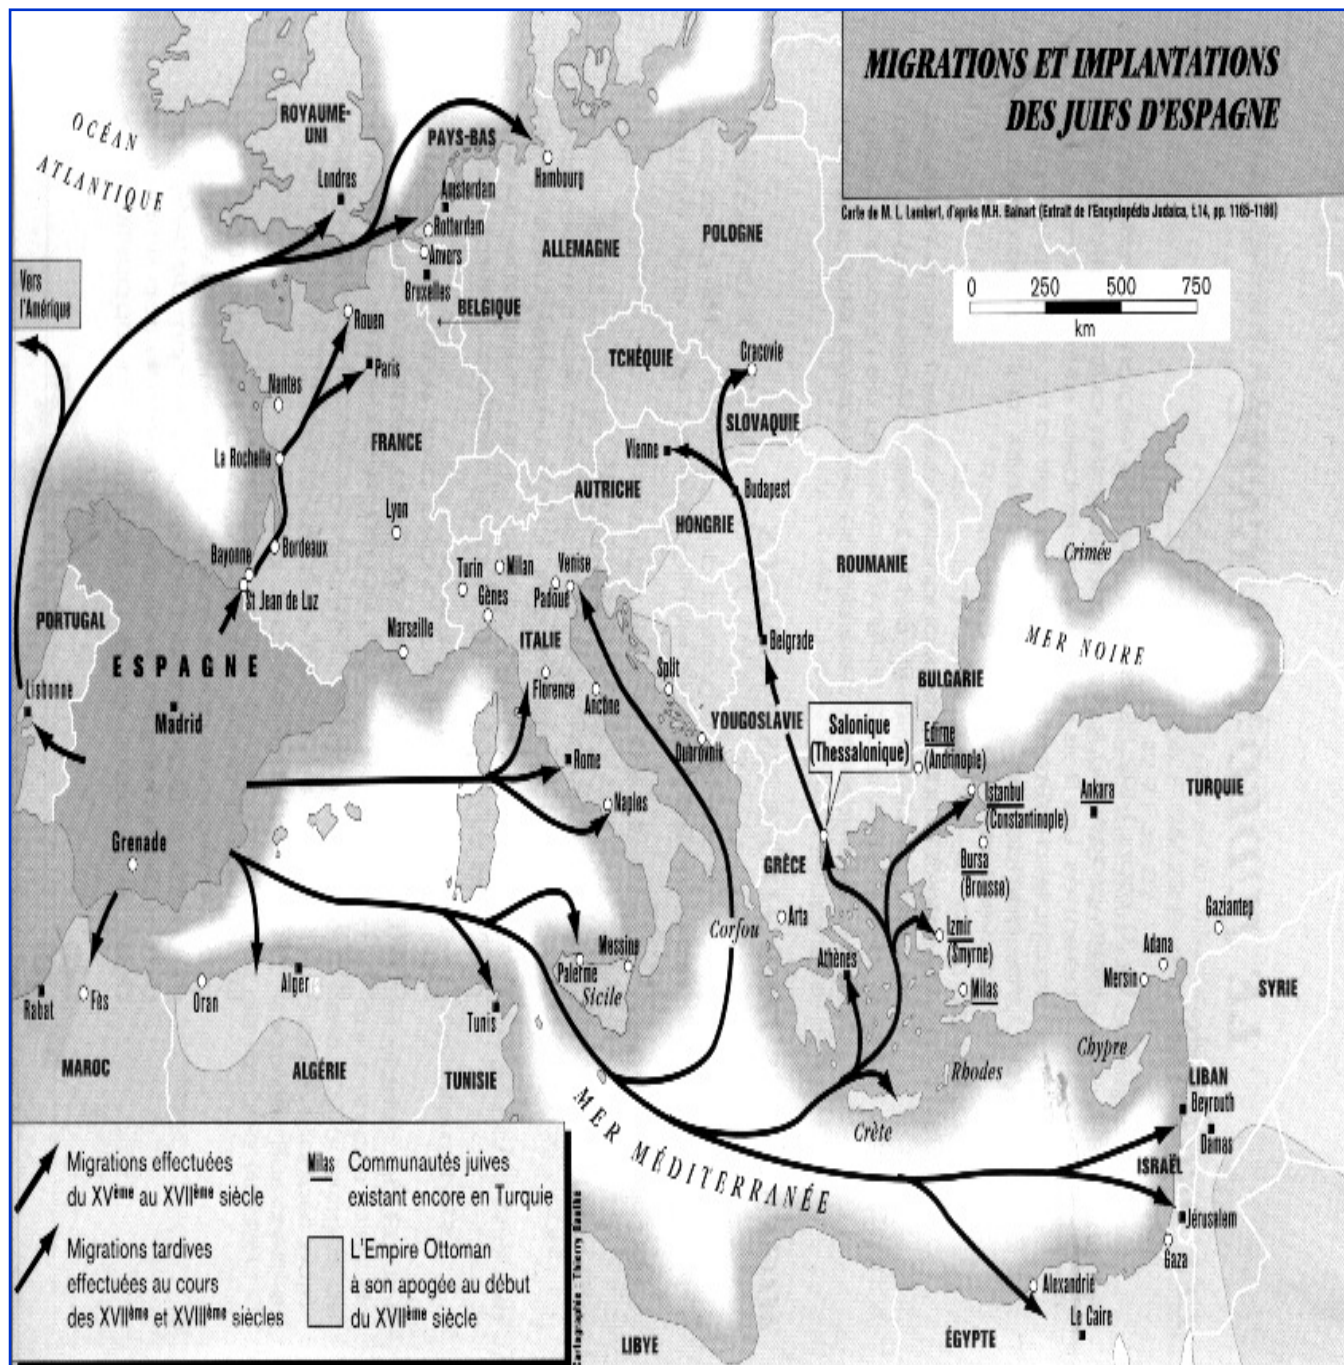 MIGRATIONS ET IMPLANTATIONS
DES JUIFS D'ESPAGNE
Carte de M. L. Lambert, d'après M.H. Bainart (Extrait de l'Encyclopédia Judaica, t.14, pp. 1165-1168)
0 250 500 750
km
OCÉAN
ATLANTIQUE
ROYAUME-
UNI
Londres
PAYS-BAS
Amsterdam
Rotterdam
Anvers
Bruxelles
BELGIQUE
Hambourg
ALLEMAGNE
POLOGNE
Vers
l'Amérique
Rouen
Paris
Nantes
La Rochelle
FRANCE
Lyon
Bordeaux
Bayonne
St Jean de Luz
Marseille
TCHÉQUIE
Cracovie
SLOVAQUIE
Vienne
AUTRICHE
Budapest
HONGRIE
ROUMANIE
Crimée
MER NOIRE
Turin
Milan
Venise
Padoue
Gènes
ITALIE
Florence
Ancône
Split
Dubrovnik
YOUGOSLAVIE
Belgrade
BULGARIE
Salonique
(Thessalonique)
Edirne
(Andrinople)
Istanbul
(Constantinople)
Ankara
TURQUIE
Bursa
(Brousse)
PORTUGAL
Lisbonne
ESPAGNE
Madrid
Grenade
Rome
Naples
GRÈCE
Arta
Corfou
Athènes
Izmir
(Smyrne)
Milas
Gaziantep
Adana
Mersin
SYRIE
Messine
Palerme
Sicile
Rabat
Fès
Oran
Alger
Tunis
MAROC
ALGÉRIE
TUNISIE
Rhodes
Chypre
Crète
LIBAN
Beyrouth
Damas
ISRAËL
Jérusalem
Gaza
MER MÉDITERRANÉE
Alexandrié
Le Caire
LIBYE
ÉGYPTE
Migrations effectuées
du XVème au XVIIème siècle
Migrations tardives
effectuées au cours
des XVIIème et XVIIIème siècles
Milas Communautés juives
existant encore en Turquie
L'Empire Ottoman
à son apogée au début
du XVIIème siècle
Cartographie : Thierry